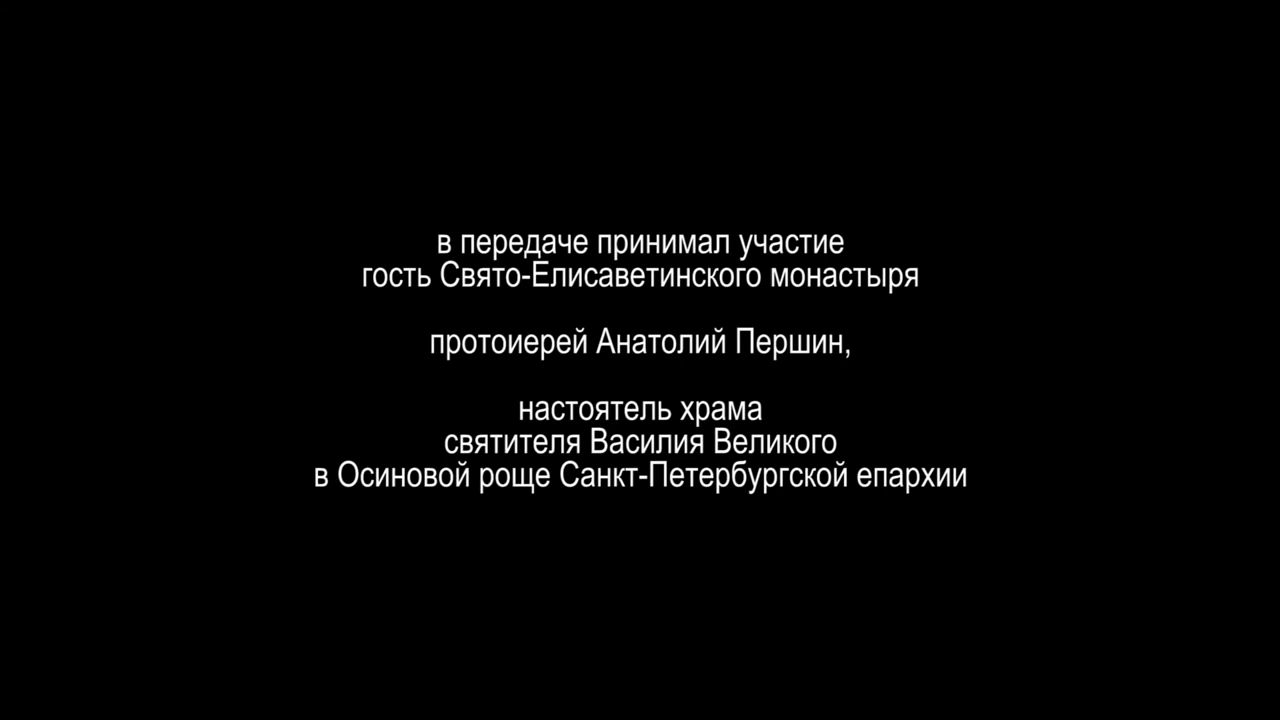 в передаче принимал участие
гость Свято-Елисаветинского монастыря
протоиерей Анатолий Першин,
настоятель храма
святителя Василия Великого
в Осиновой роще Санкт-Петербургской епархии